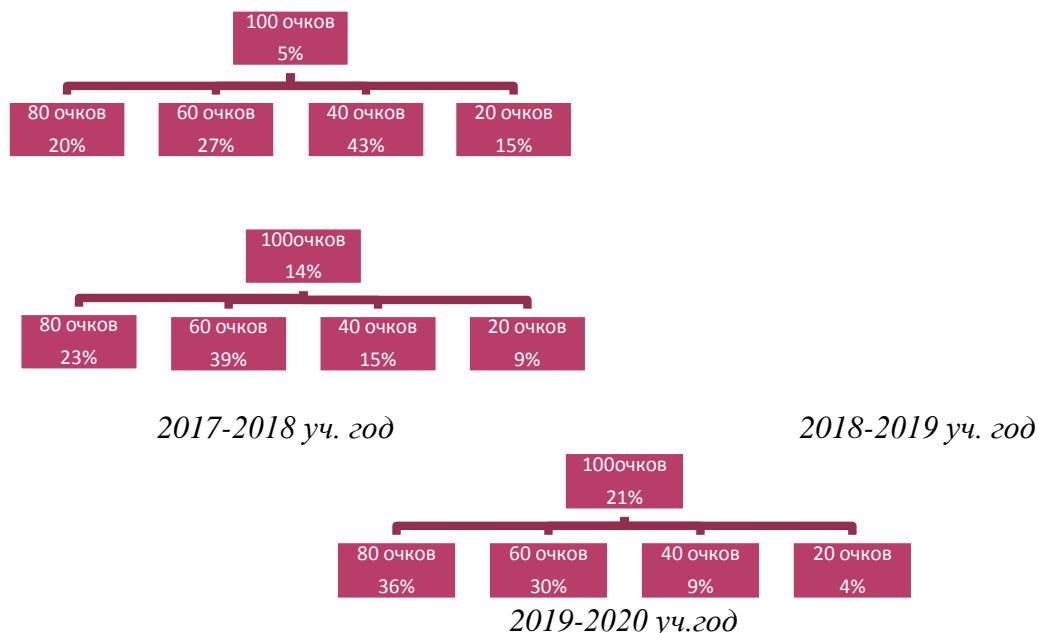 100 очков
5%
80 очков
20%
60 очков
27%
40 очков
43%
20 очков
15%
100очков
14%
80 очков
23%
60 очков
39%
40 очков
15%
20 очков
9%
2017-2018 уч. год
2018-2019 уч. год
100очков
21%
80 очков
36%
60 очков
30%
40 очков
9%
20 очков
4%
2019-2020 уч.год